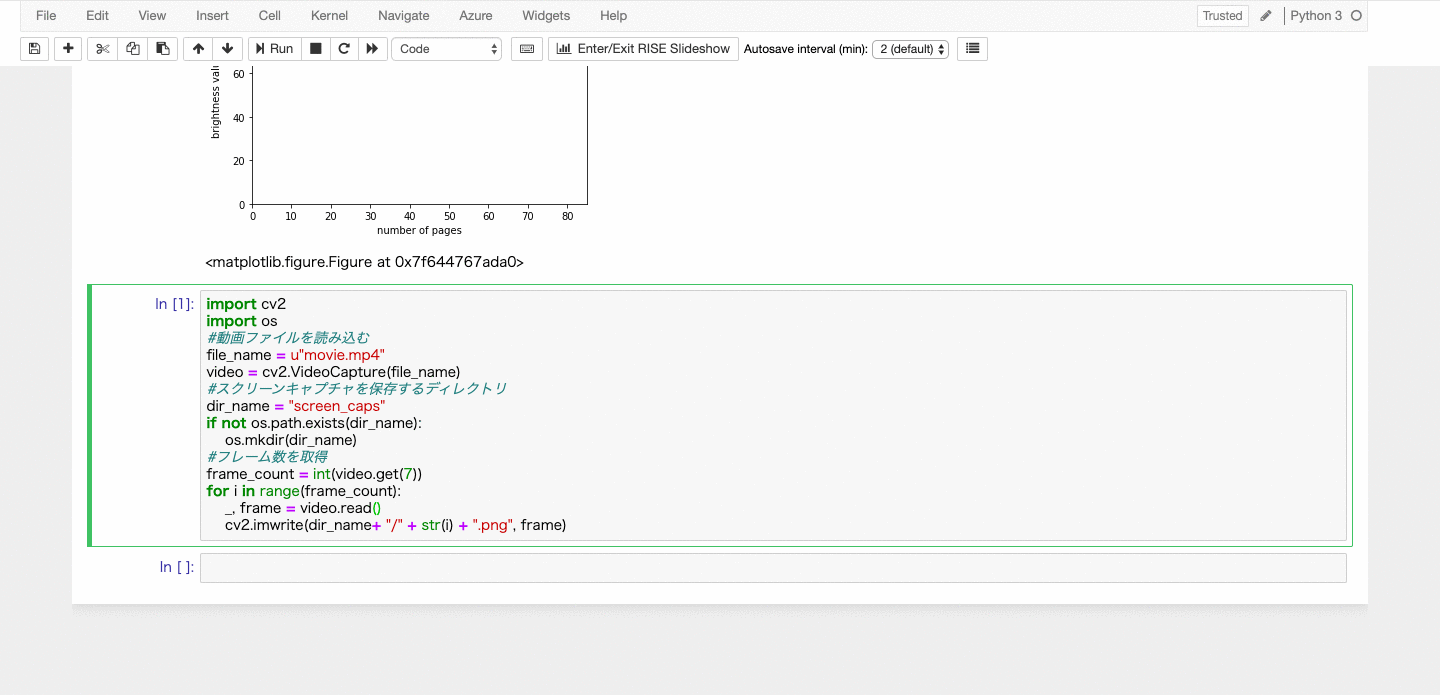 File Edit View Insert Cell Kernel Navigate Azure Widgets Help Trusted Python 3
Run Code Enter/Exit RISE Slideshow Autosave interval (min): 2 (default)
60
40
20
0
brightness
0 10 20 30 40 50 60 70 80
number of pages
<matplotlib.figure.Figure at 0x7f644767ada0>
In [1]:
import cv2
import os
#動画ファイルを読み込む
file_name = u"movie.mp4"
video = cv2.VideoCapture(file_name)
#スクリーンキャプチャを保存するディレクトリ
dir_name = "screen_caps"
if not os.path.exists(dir_name):
    os.mkdir(dir_name)
#フレーム数を取得
frame_count = int(video.get(7))
for i in range(frame_count):
    _, frame = video.read()
    cv2.imwrite(dir_name+ "/" + str(i) + ".png", frame)
In [ ]: